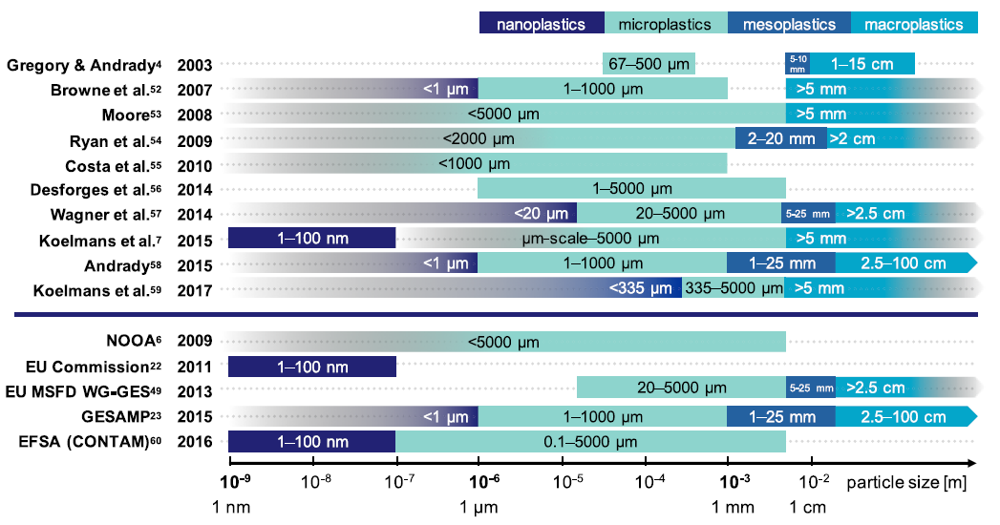 nanoplastics microplastics mesoplastics macroplastics
Gregory & Andrady4 2003 67–500 µm 5-10 mm 1–15 cm
Browne et al.52 2007 <1 µm 1–1000 µm >5 mm
Moore53 2008 <5000 µm >5 mm
Ryan et al.54 2009 <2000 µm 2–20 mm >2 cm
Costa et al.55 2010 <1000 µm
Desforges et al.56 2014 1–5000 µm
Wagner et al.57 2014 <20 µm 20–5000 µm 5-25 mm >2.5 cm
Koelmans et al.7 2015 1–100 nm µm-scale–5000 µm >5 mm
Andrady58 2015 <1 µm 1–1000 µm 1–25 mm 2.5–100 cm
Koelmans et al.59 2017 <335 µm 335–5000 µm >5 mm
NOOA6 2009 <5000 µm
EU Commission22 2011 1–100 nm
EU MSFD WG-GES49 2013 20–5000 µm 5-25 mm >2.5 cm
GESAMP23 2015 <1 µm 1–1000 µm 1–25 mm 2.5–100 cm
EFSA (CONTAM)60 2016 1–100 nm 0.1–5000 µm
10-9 10-8 10-7 10-6 10-5 10-4 10-3 10-2 particle size [m]
1 nm 1 µm 1 mm 1 cm